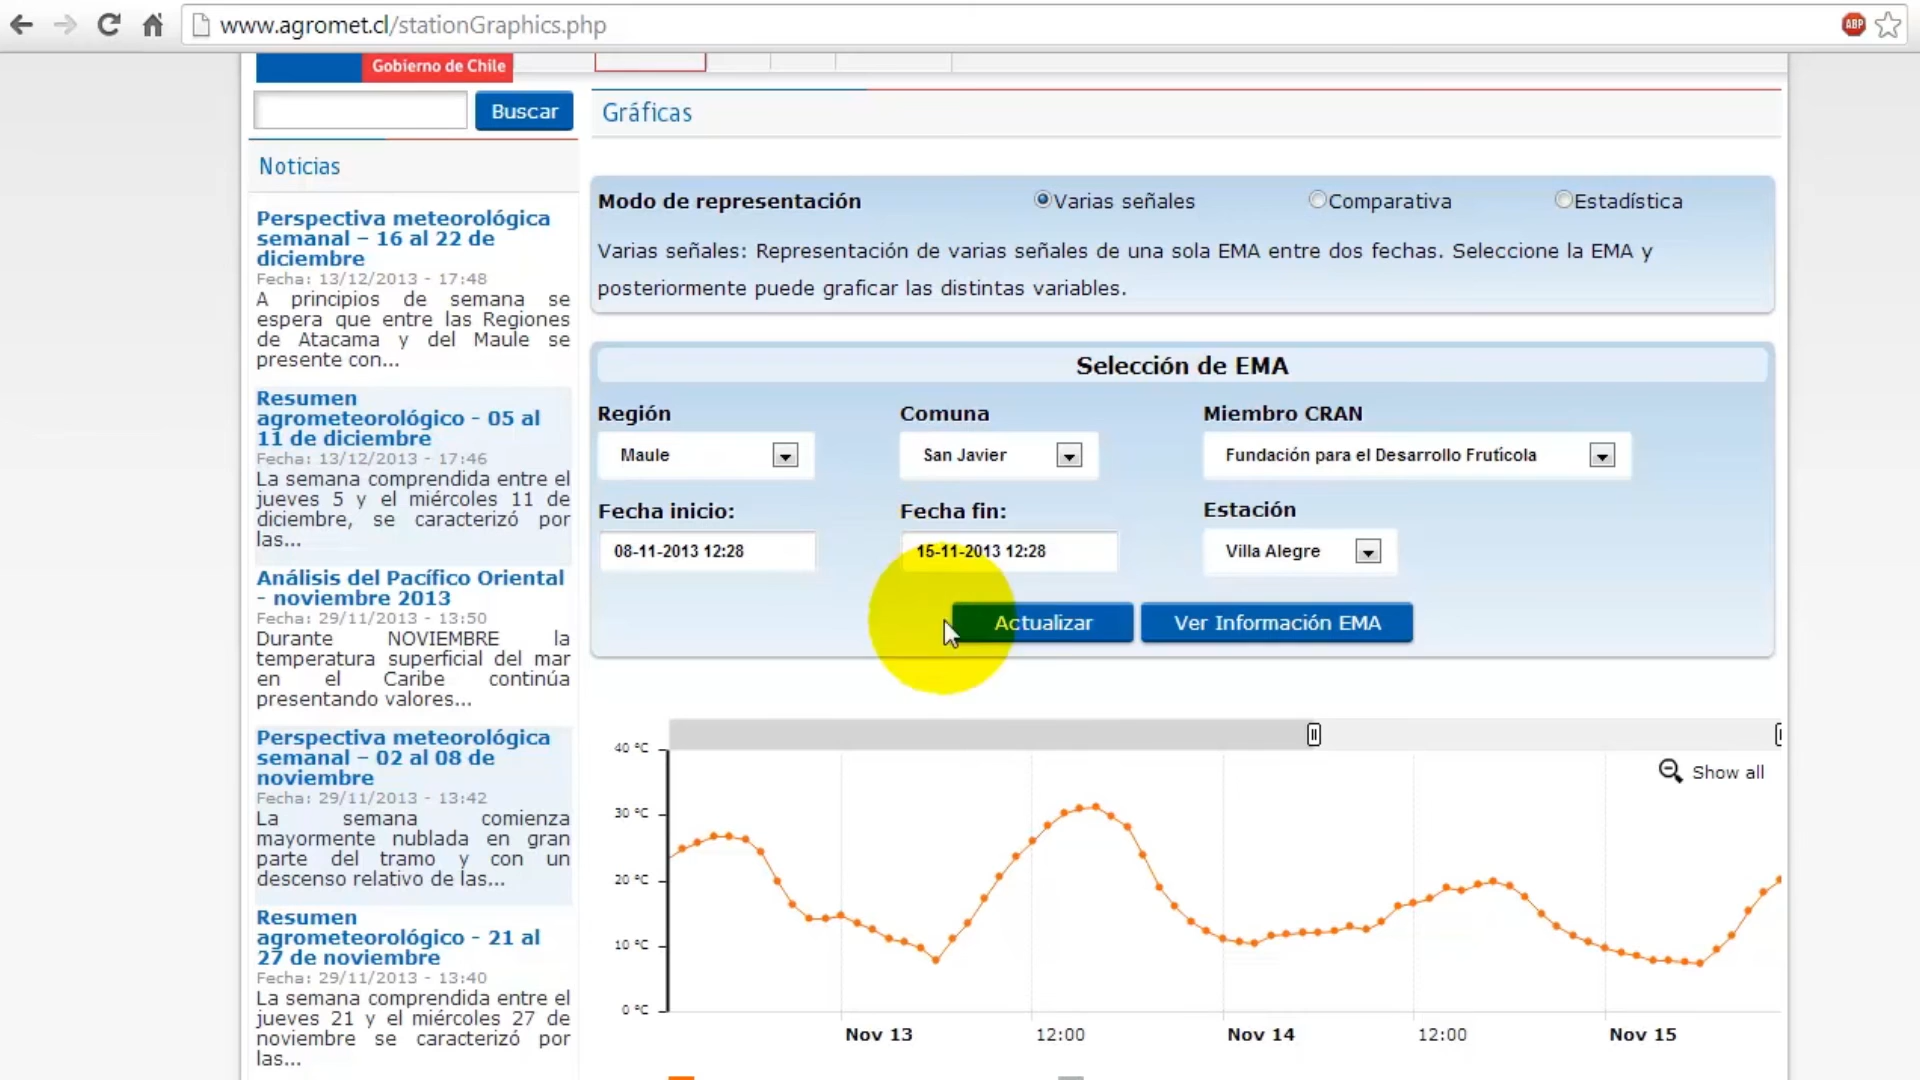 www.agromet.cl/stationGraphics.php
ABP
Gobierno de Chile
Buscar
Gráficas
Noticias
Perspectiva meteorológica
semanal – 16 al 22 de
diciembre
Fecha: 13/12/2013 - 17:48
A principios de semana se
espera que entre las Regiones
de Atacama y del Maule se
presente con...
Resumen
agrometeorológico - 05 al
11 de diciembre
Fecha: 13/12/2013 - 17:46
La semana comprendida entre el
jueves 5 y el miércoles 11 de
diciembre, se caracterizó por
las...
Análisis del Pacífico Oriental
- noviembre 2013
Fecha: 29/11/2013 - 13:50
Durante NOVIEMBRE la
temperatura superficial del mar
en el Caribe continúa
presentando valores...
Perspectiva meteorológica
semanal – 02 al 08 de
noviembre
Fecha: 29/11/2013 - 13:42
La semana comienza
mayormente nublada en gran
parte del tramo y con un
descenso relativo de las...
Resumen
agrometeorológico - 21 al
27 de noviembre
Fecha: 29/11/2013 - 13:40
La semana comprendida entre el
jueves 21 y el miércoles 27 de
noviembre se caracterizó por
las...
Modo de representación
Varias señales
Comparativa
Estadística
Varias señales: Representación de varias señales de una sola EMA entre dos fechas. Seleccione la EMA y
posteriormente puede graficar las distintas variables.
Selección de EMA
Región
Comuna
Miembro CRAN
Maule
San Javier
Fundación para el Desarrollo Frutícola
Fecha inicio:
Fecha fin:
Estación
08-11-2013 12:28
15-11-2013 12:28
Villa Alegre
Actualizar
Ver Información EMA
Show all
40 ºC
30 ºC
20 ºC
10 ºC
0 ºC
Nov 13
12:00
Nov 14
12:00
Nov 15